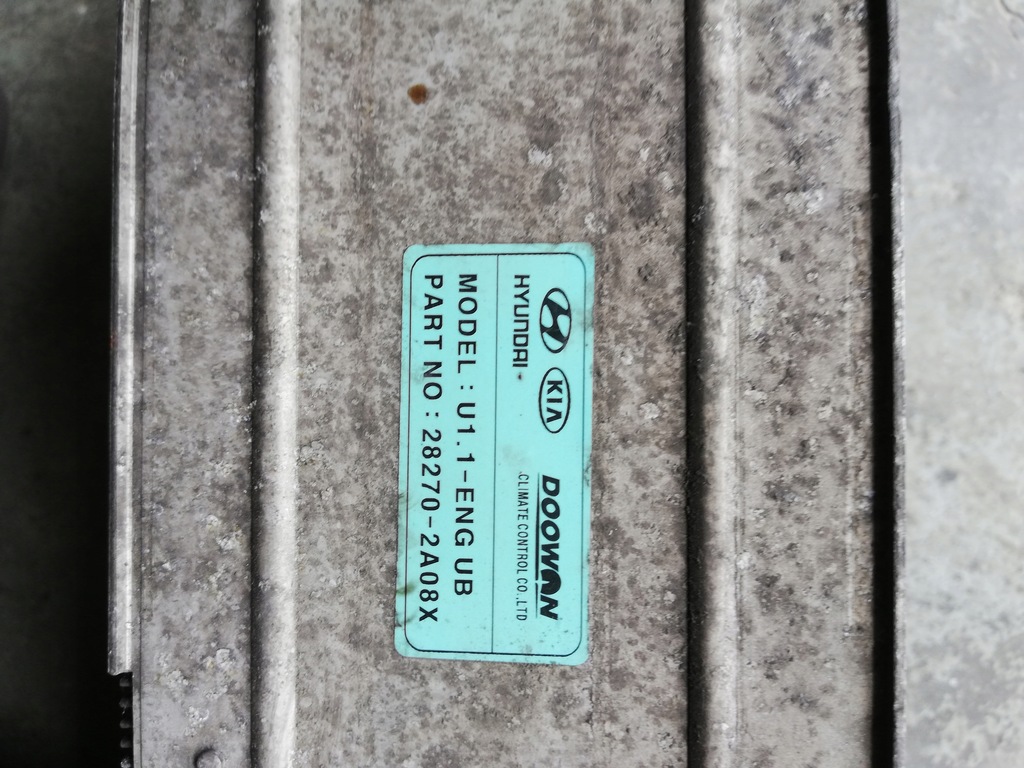 HYUNDAI
KIA
DOOWON
CLIMATE CONTROL CO.,LTD
MODEL : U1.1-ENG UB
PART NO : 28270-2A08X